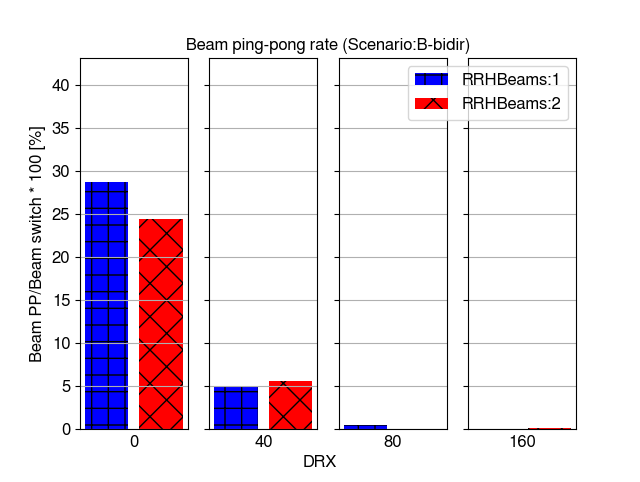 Beam ping-pong rate (Scenario:B-bidir)
RRHBeams:1
RRHBeams:2
Beam PP/Beam switch * 100 [%]
40
35
30
25
20
15
10
5
0
0 40 80 160
DRX